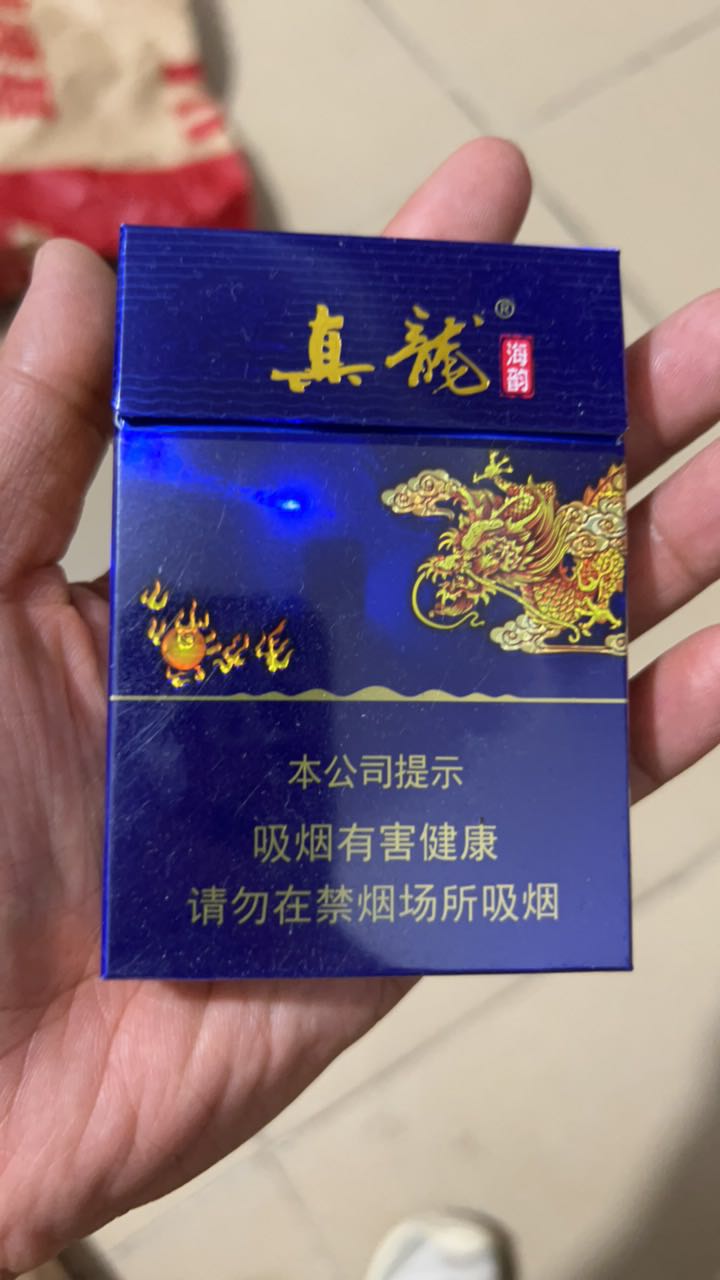 真龍®
海韵
本公司提示
吸烟有害健康
请勿在禁烟场所吸烟